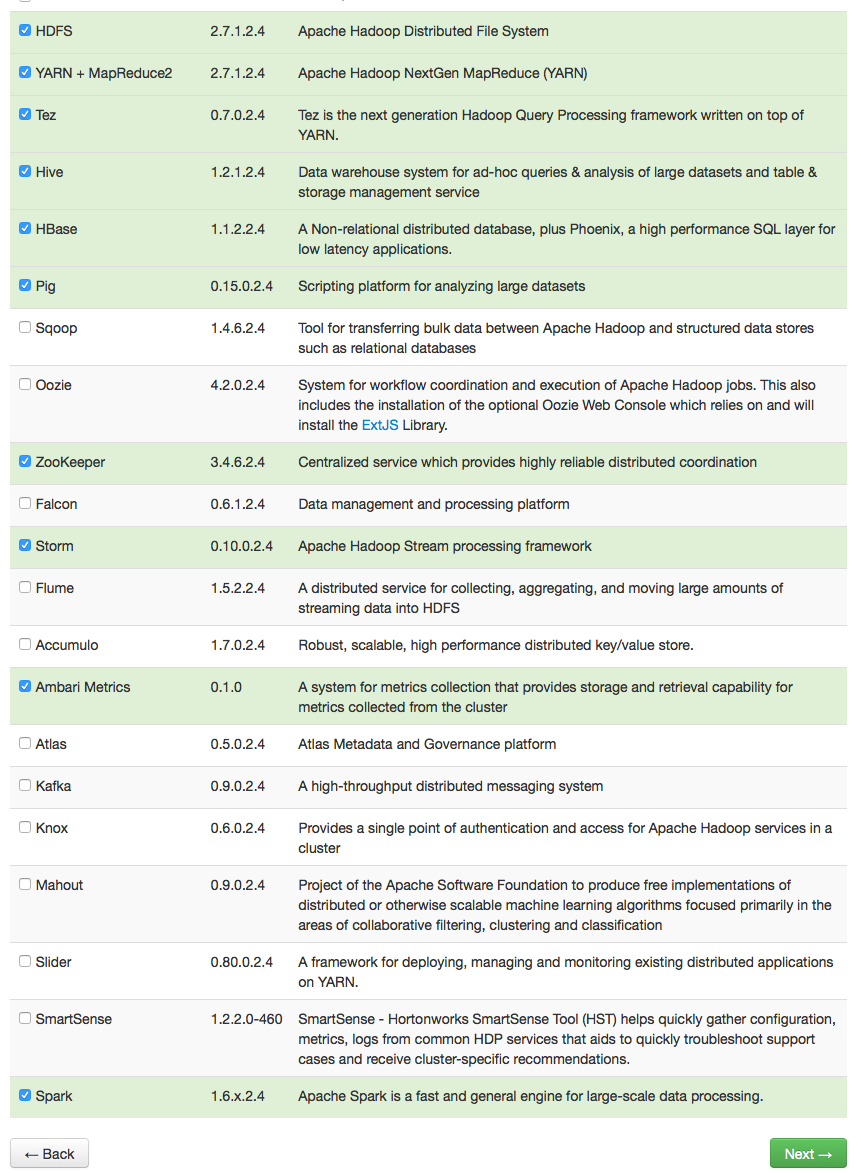 HDFS 2.7.1.2.4 Apache Hadoop Distributed File System
YARN + MapReduce2 2.7.1.2.4 Apache Hadoop NextGen MapReduce (YARN)
Tez 0.7.0.2.4 Tez is the next generation Hadoop Query Processing framework written on top of
YARN.
Hive 1.2.1.2.4 Data warehouse system for ad-hoc queries & analysis of large datasets and table &
storage management service
HBase 1.1.2.2.4 A Non-relational distributed database, plus Phoenix, a high performance SQL layer for
low latency applications.
Pig 0.15.0.2.4 Scripting platform for analyzing large datasets
Sqoop 1.4.6.2.4 Tool for transferring bulk data between Apache Hadoop and structured data stores
such as relational databases
Oozie 4.2.0.2.4 System for workflow coordination and execution of Apache Hadoop jobs. This also
includes the installation of the optional Oozie Web Console which relies on and will
install the ExtJS Library.
ZooKeeper 3.4.6.2.4 Centralized service which provides highly reliable distributed coordination
Falcon 0.6.1.2.4 Data management and processing platform
Storm 0.10.0.2.4 Apache Hadoop Stream processing framework
Flume 1.5.2.2.4 A distributed service for collecting, aggregating, and moving large amounts of
streaming data into HDFS
Accumulo 1.7.0.2.4 Robust, scalable, high performance distributed key/value store.
Ambari Metrics 0.1.0 A system for metrics collection that provides storage and retrieval capability for
metrics collected from the cluster
Atlas 0.5.0.2.4 Atlas Metadata and Governance platform
Kafka 0.9.0.2.4 A high-throughput distributed messaging system
Knox 0.6.0.2.4 Provides a single point of authentication and access for Apache Hadoop services in a
cluster
Mahout 0.9.0.2.4 Project of the Apache Software Foundation to produce free implementations of
distributed or otherwise scalable machine learning algorithms focused primarily in the
areas of collaborative filtering, clustering and classification
Slider 0.80.0.2.4 A framework for deploying, managing and monitoring existing distributed applications
on YARN.
SmartSense 1.2.2.0-460 SmartSense - Hortonworks SmartSense Tool (HST) helps quickly gather configuration,
metrics, logs from common HDP services that aids to quickly troubleshoot support
cases and receive cluster-specific recommendations.
Spark 1.6.x.2.4 Apache Spark is a fast and general engine for large-scale data processing.
← Back Next →